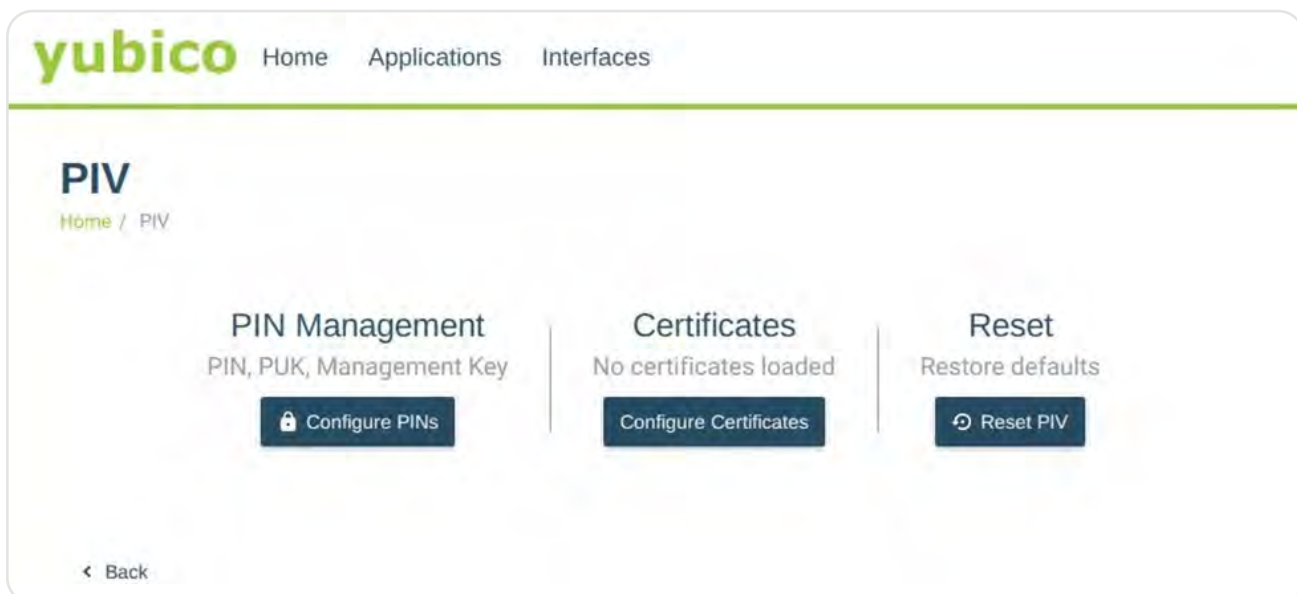 yubico Home Applications Interfaces
PIV
Home / PIV
PIN Management
PIN, PUK, Management Key
Configure PINs
Certificates
No certificates loaded
Configure Certificates
Reset
Restore defaults
Reset PIV
< Back